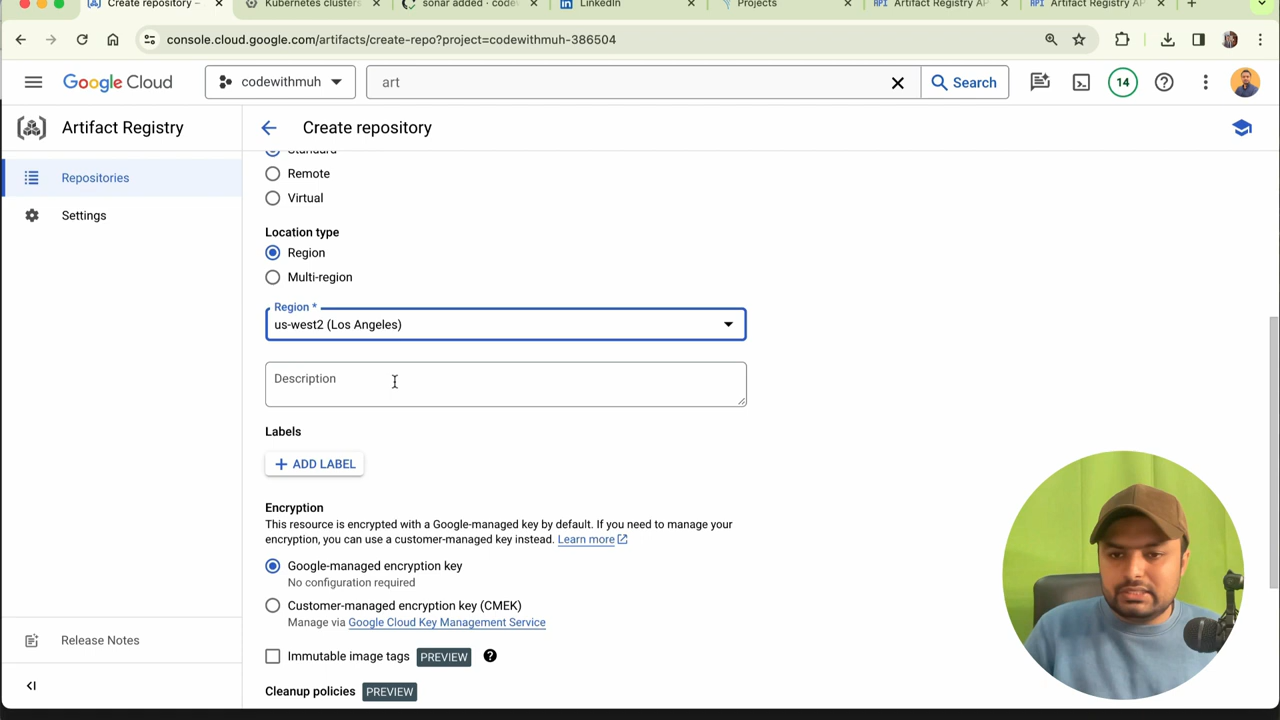 Create repository –
Kubernetes clusters
sonar added · code
LinkedIn
Projects
Artifact Registry AP
Artifact Registry AP
console.cloud.google.com/artifacts/create-repo?project=codewithmuh-386504
Google Cloud
codewithmuh
art
Search
14
Artifact Registry
Create repository
Repositories
Settings
Standard
Remote
Virtual
Location type
Region
Multi-region
Region *
us-west2 (Los Angeles)
Description
Labels
ADD LABEL
Encryption
This resource is encrypted with a Google-managed key by default. If you need to manage your
encryption, you can use a customer-managed key instead. Learn more
Google-managed encryption key
No configuration required
Customer-managed encryption key (CMEK)
Manage via Google Cloud Key Management Service
Immutable image tags PREVIEW
Cleanup policies PREVIEW
Release Notes